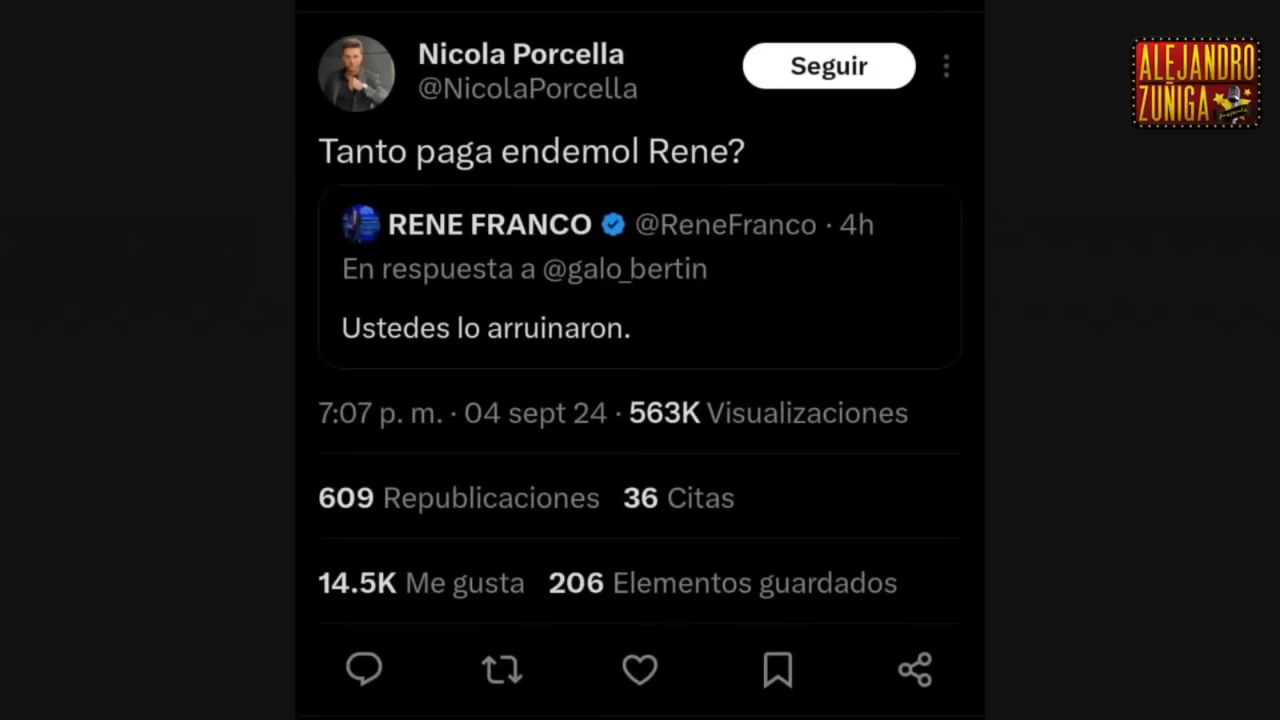 Nicola Porcella
@NicolaPorcella
Seguir
ALEJANDRO
ZUÑIGA
Tanto paga endemol Rene?
RENE FRANCO @ReneFranco · 4h
En respuesta a @galo_bertin
Ustedes lo arruinaron.
7:07 p. m. · 04 sept 24 · 563K Visualizaciones
609 Republicaciones 36 Citas
14.5K Me gusta 206 Elementos guardados